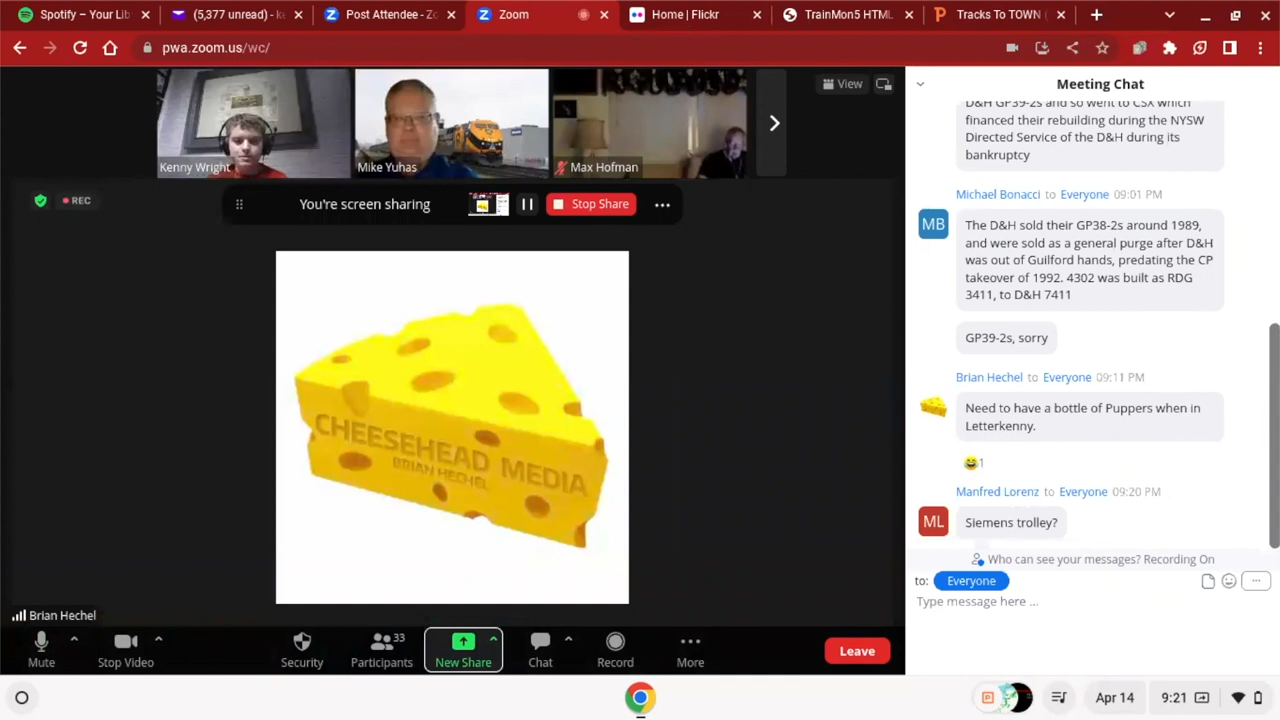 Spotify – Your Lib
(5,377 unread) - k
Post Attendee - Zo
Zoom
Home | Flickr
TrainMon5 HTML
Tracks To TOWN (
pwa.zoom.us/wc/
View
Kenny Wright
Mike Yuhas
Max Hofman
REC
You're screen sharing
Stop Share
CHEESEHEAD MEDIA
BRIAN HECHEL
Brian Hechel
Mute
Stop Video
Security
Participants
33
New Share
Chat
Record
More
Leave
Meeting Chat
D&H GP39-2s and so went to CSX which
financed their rebuilding during the NYSW
Directed Service of the D&H during its
bankruptcy
Michael Bonacci to Everyone 09:01 PM
MB
The D&H sold their GP38-2s around 1989,
and were sold as a general purge after D&H
was out of Guilford hands, predating the CP
takeover of 1992. 4302 was built as RDG
3411, to D&H 7411
GP39-2s, sorry
Brian Hechel to Everyone 09:11 PM
Need to have a bottle of Puppers when in
Letterkenny.
1
Manfred Lorenz to Everyone 09:20 PM
ML
Siemens trolley?
Who can see your messages? Recording On
to: Everyone
Type message here ...
Apr 14
9:21